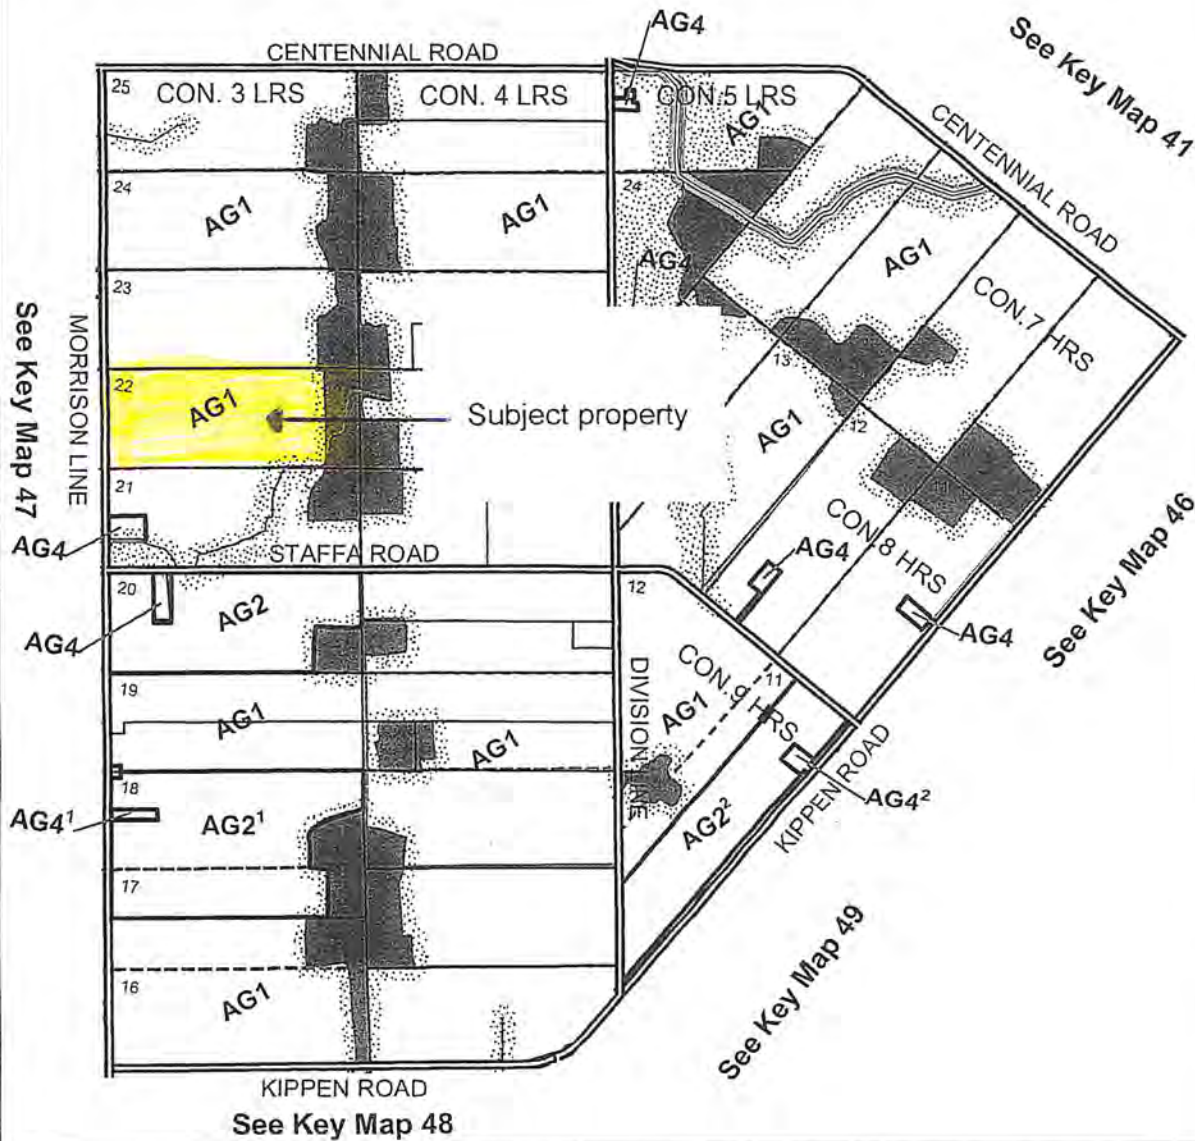 AG4
See Key Map 41
CENTENNIAL ROAD
25
CON. 3 LRS
CON. 4 LRS
CON 5 LRS
AG1
CENTENNIAL ROAD
24
AG1
AG1
24
AG4
AG1
23
CON. 7 HRS
See Key Map 47
MORRISON LINE
22
AG1
Subject property
13
12
AG1
11
21
AG4
STAFFA ROAD
AG4
CON. 8 HRS
See Key Map 46
20
AG2
AG4
12
AG4
19
AG1
AG1
DIVISION LINE
CON. 9 HRS
11
AG1
18
AG4¹
AG2¹
AG2²
AG4²
KIPPEN ROAD
17
16
AG1
See Key Map 49
KIPPEN ROAD
See Key Map 48